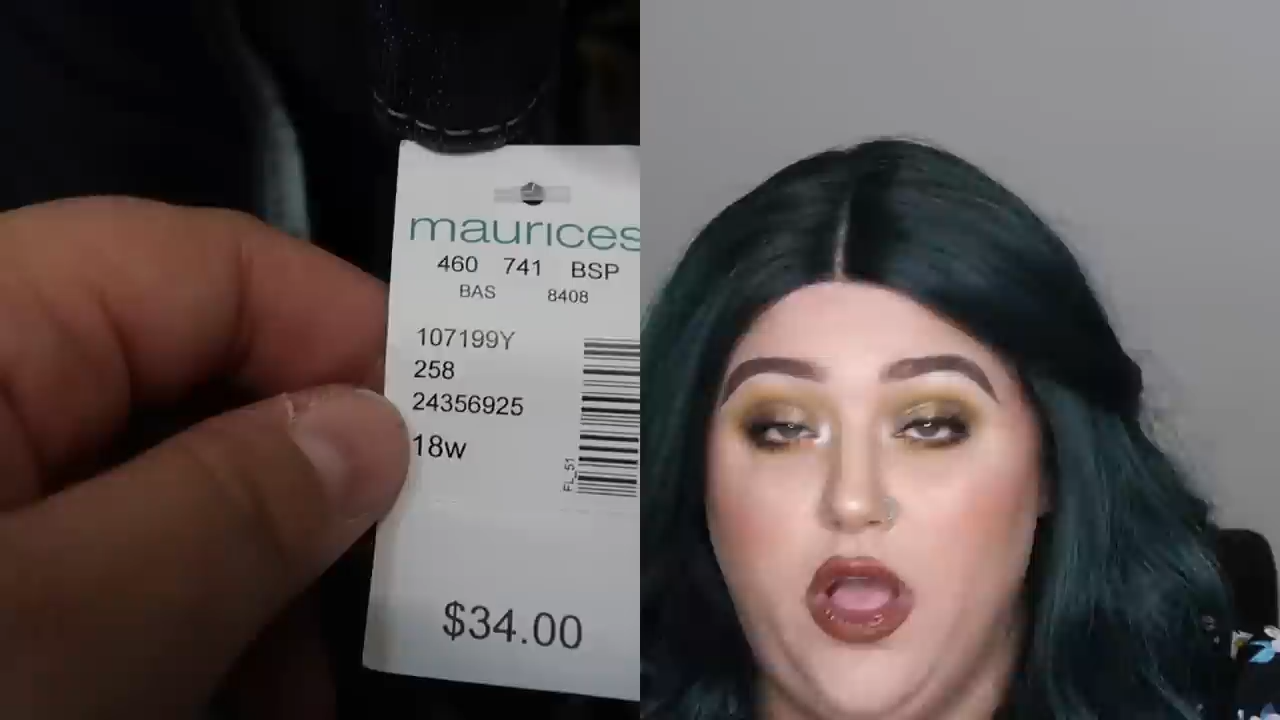 maurices
460 741 BSP
BAS 8408
107199Y
258
24356925
18w
FL_51
$34.00